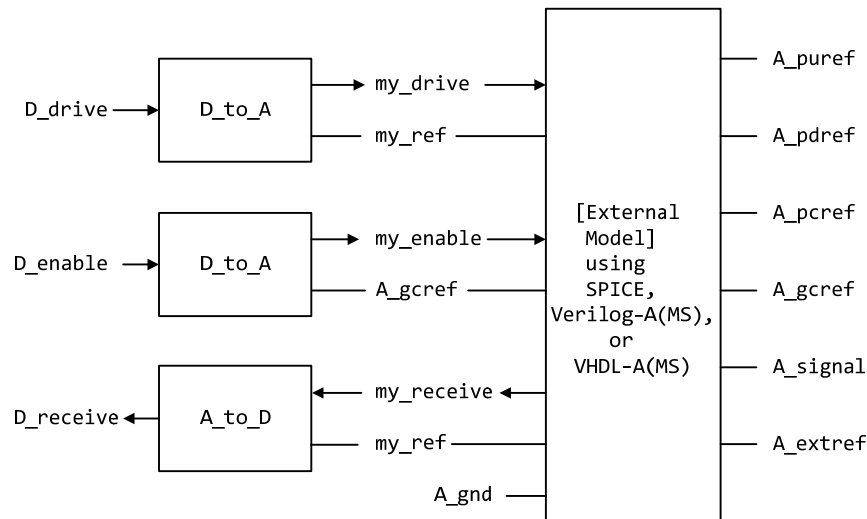 A_puref
my_drive
D_drive
D_to_A
my_ref
A_pdref
[External
Model]
using
SPICE,
Verilog-A(MS),
or
VHDL-A(MS)
A_pcref
my_enable
D_enable
D_to_A
A_gcref
A_gcref
A_signal
my_receive
D_receive
A_to_D
my_ref
A_extref
A_gnd